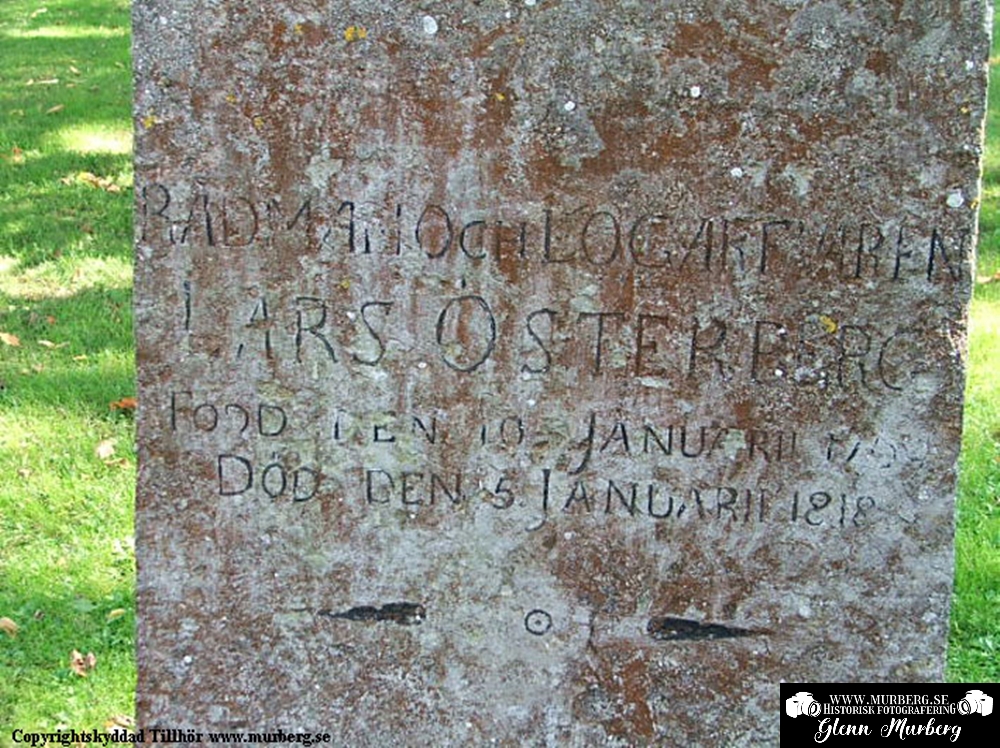 RÅDMAN OCH LOGARFVAREN
LARS ÖSTERBERG
FÖDD DEN 10 JANUARII
DÖD DEN 5 JANUARII 1818
Copyrightskyddad Tillhör www.murberg.se
WWW.MURBERG.SE
HISTORISK FOTOGRAFERING
Glenn Murberg